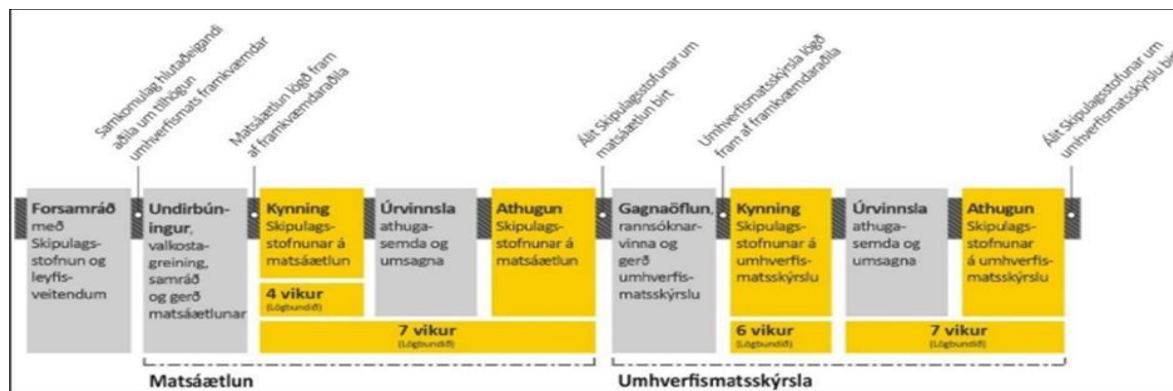 Samkomulag hlutaðeigandi
aðila um tilhögun
umhverfismats framkvæmdar
Matsáætlun lögð fram
af framkvæmdaraðila
Álit Skipulagsstofunar um
matsáætlun birt
Umhverfismatsskýrsla lögð
fram af framkvæmdaraðila
Álit Skipulagsstofunar um
umhverfismatsskýrslu birt
Forsamráð
með
Skipulags-
stofnun og
leyfis-
veitendum
Undirbún-
ingur,
valkosta-
greining,
samráð
og gerð
matsáætlunar
Kynning
Skipulags-
stofnunar á
matsáætlun
4 vikur
(Lögbundið)
Úrvinnsla
athuga-
semda og
umsagna
Athugun
Skipulags-
stofnunar á
matsáætlun
7 vikur
(Lögbundið)
Gagnaöflun,
rannsóknar-
vinna og
gerð
umhverfis-
matsskýrslu
Kynning
Skipulags-
stofnunar á
umhverfis-
matsskýrslu
6 vikur
(Lögbundið)
Úrvinnsla
athuga-
semda og
umsagna
Athugun
Skipulags-
stofnunar
á umhverfis-
matsskýrslu
7 vikur
(Lögbundið)
Matsáætlun
Umhverfismatsskýrsla